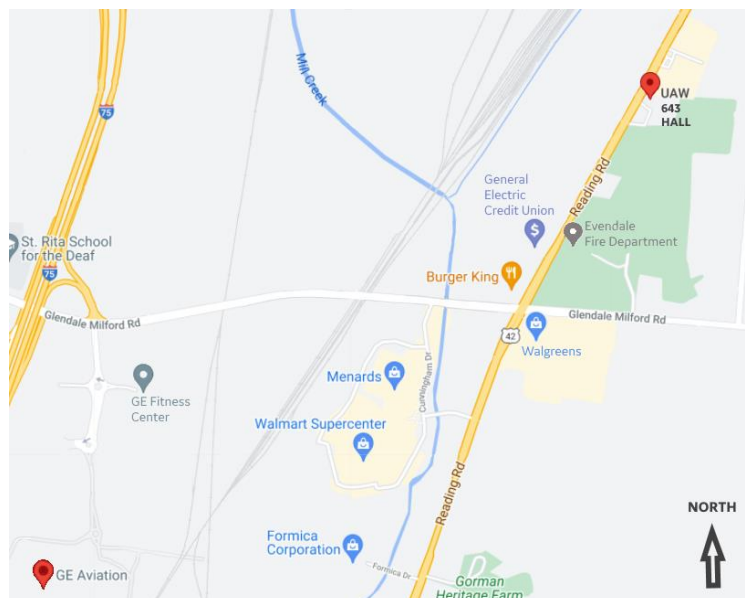 Mill Creek
75
UAW
643
HALL
General
Electric
Credit Union
Reading Rd
St. Rita School
for the Deaf
75
$
Evendale
Fire Department
Burger King
Glendale Milford Rd
Glendale Milford Rd
42
Walgreens
Menards
Cunningham Dr
GE Fitness
Center
Walmart Supercenter
Reading Rd
NORTH
Formica
Corporation
Formica Dr
GE Aviation
Gorman
Heritage Farm